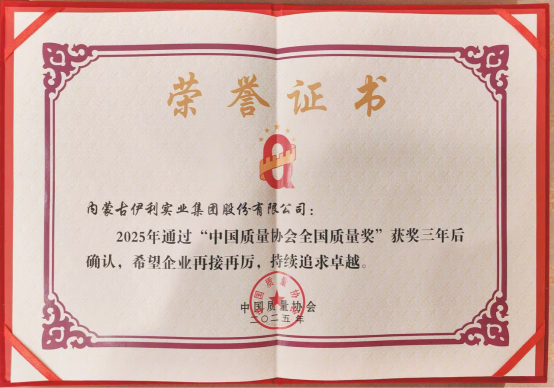 荣誉证书
内蒙古伊利实业集团股份有限公司：
2025年通过“中国质量协会全国质量奖”获奖三年后
确认，希望企业再接再厉，持续追求卓越。
中国质量协会
二〇二五年